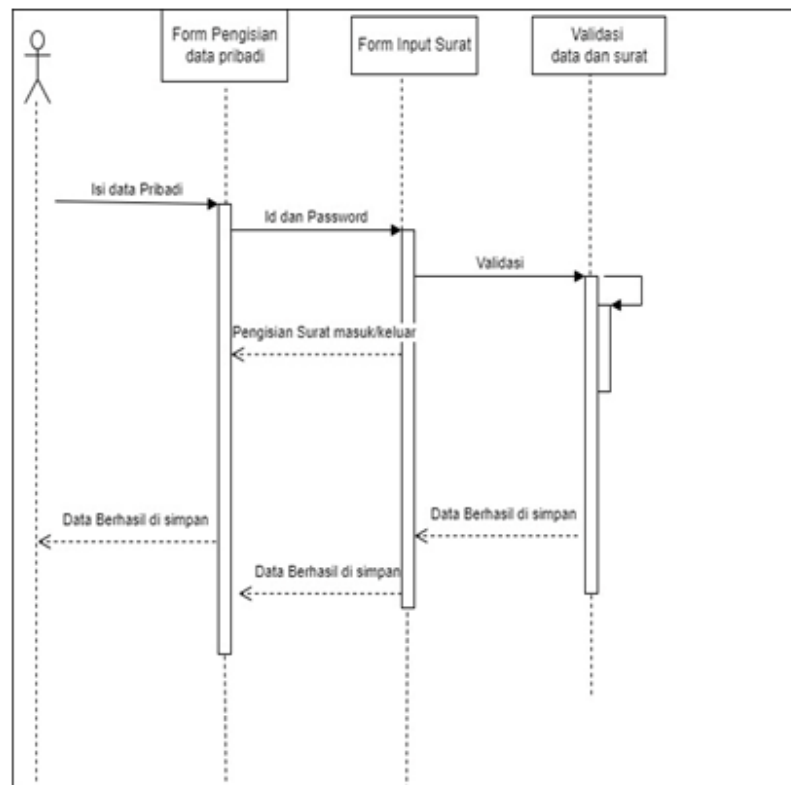 Form Pengisian
data pribadi
Form Input Surat
Validasi
data dan surat
Isi data Pribadi
Id dan Password
Validasi
Pengisian Surat masuk/keluar
Data Berhasil di simpan
Data Berhasil di simpan
Data Berhasil di simpan